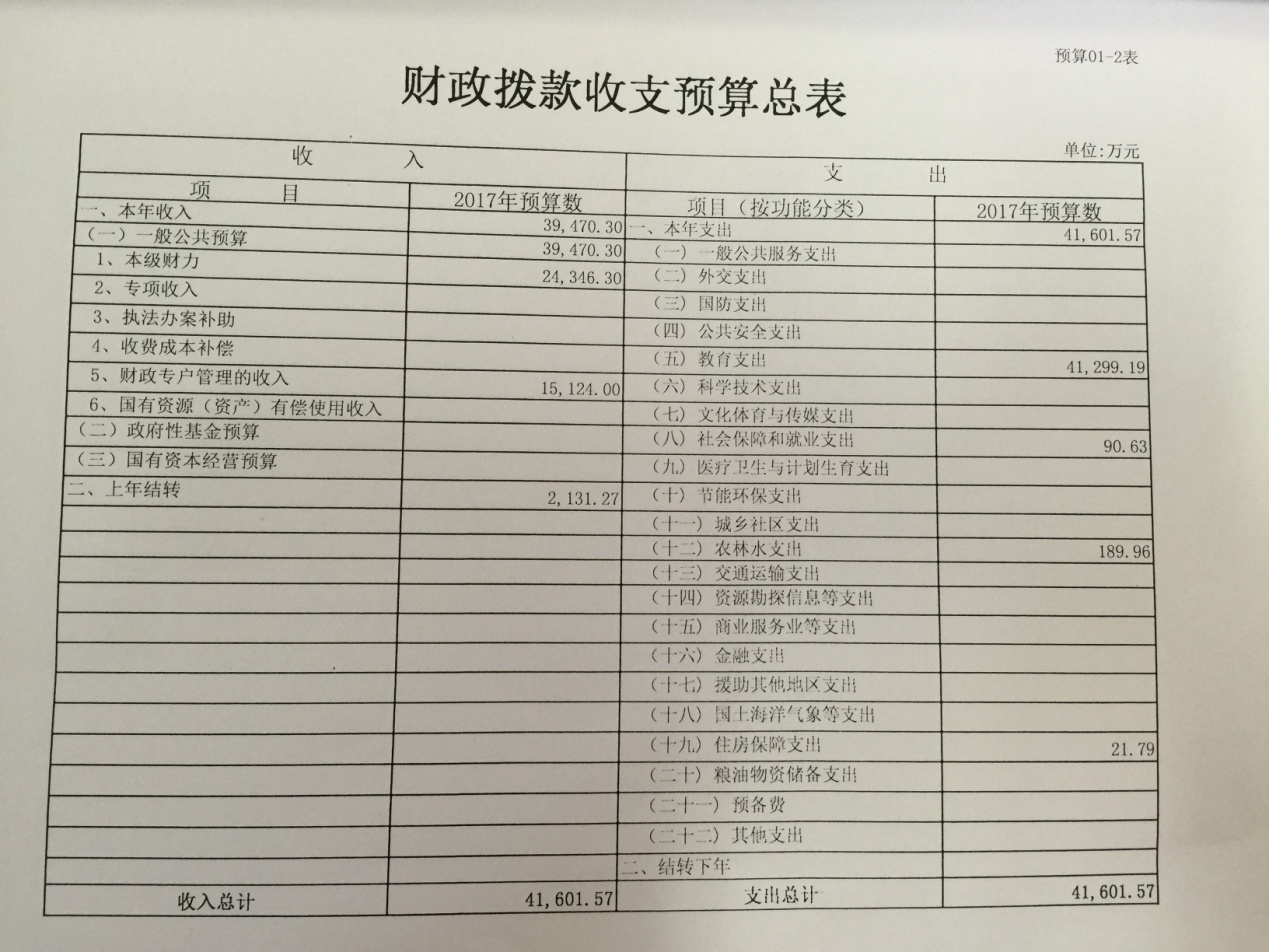 预算01-2表
财政拨款收支预算总表
单位:万元
收 入 支 出
项 目 2017年预算数 项目（按功能分类） 2017年预算数
一、本年收入 39,470.30 一、本年支出 41,601.57
（一）一般公共预算 39,470.30 （一）一般公共服务支出
1、本级财力 24,346.30 （二）外交支出
2、专项收入 （三）国防支出
3、执法办案补助 （四）公共安全支出
4、收费成本补偿 （五）教育支出 41,299.19
5、财政专户管理的收入 15,124.00 （六）科学技术支出
6、国有资源（资产）有偿使用收入 （七）文化体育与传媒支出
（二）政府性基金预算 （八）社会保障和就业支出 90.63
（三）国有资本经营预算 （九）医疗卫生与计划生育支出
二、上年结转 2,131.27 （十）节能环保支出
（十一）城乡社区支出
（十二）农林水支出 189.96
（十三）交通运输支出
（十四）资源勘探信息等支出
（十五）商业服务业等支出
（十六）金融支出
（十七）援助其他地区支出
（十八）国土海洋气象等支出
（十九）住房保障支出 21.79
（二十）粮油物资储备支出
（二十一）预备费
（二十二）其他支出
二、结转下年
收入总计 41,601.57 支出总计 41,601.57